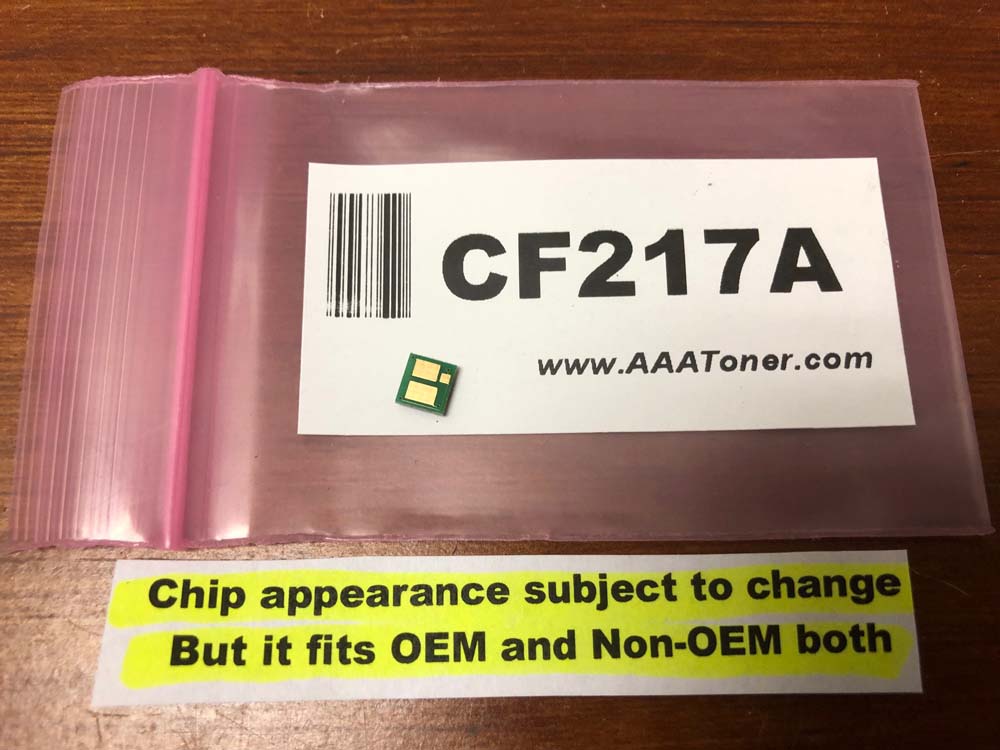 CF217A
www.AAAToner.com
Chip appearance subject to change
But it fits OEM and Non-OEM both